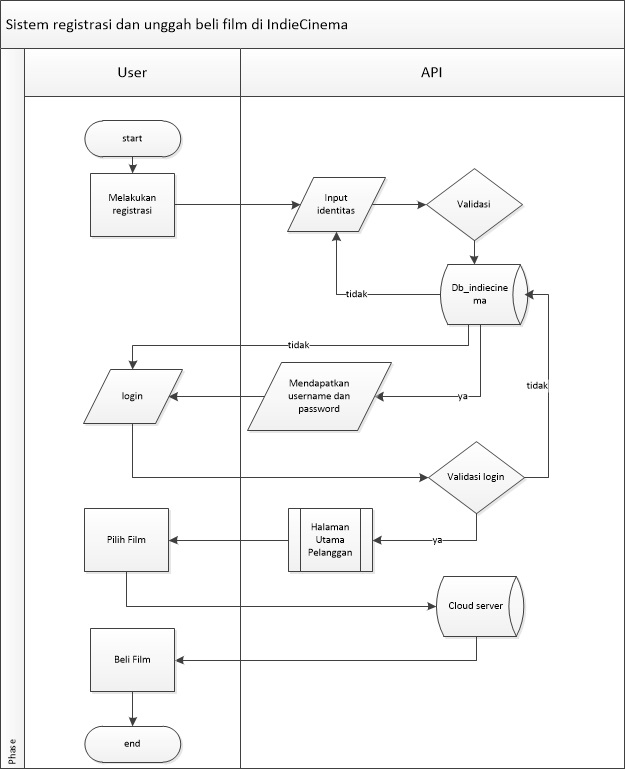 Sistem registrasi dan unggah beli film di IndieCinema
User
API
start
Melakukan
registrasi
Input
identitas
Validasi
Db_indiecine
ma
tidak
tidak
login
Mendapatkan
username dan
password
ya
tidak
Validasi login
Pilih Film
Halaman
Utama
Pelanggan
ya
Cloud server
Beli Film
end
Phase